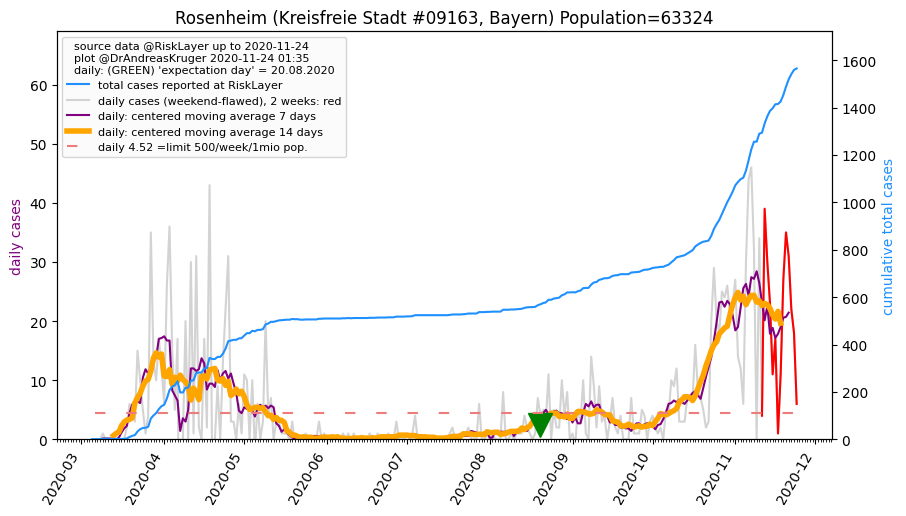 Rosenheim (Kreisfreie Stadt #09163, Bayern) Population=63324
source data @RiskLayer up to 2020-11-24
plot @DrAndreasKruger 2020-11-24 01:35
daily: (GREEN) 'expectation day' = 20.08.2020
total cases reported at RiskLayer
daily cases (weekend-flawed), 2 weeks: red
daily: centered moving average 7 days
daily: centered moving average 14 days
daily 4.52 =limit 500/week/1mio pop.
daily cases
60
50
40
30
20
10
0
cumulative total cases
1600
1400
1200
1000
800
600
400
200
0
2020-03
2020-04
2020-05
2020-06
2020-07
2020-08
2020-09
2020-10
2020-11
2020-12